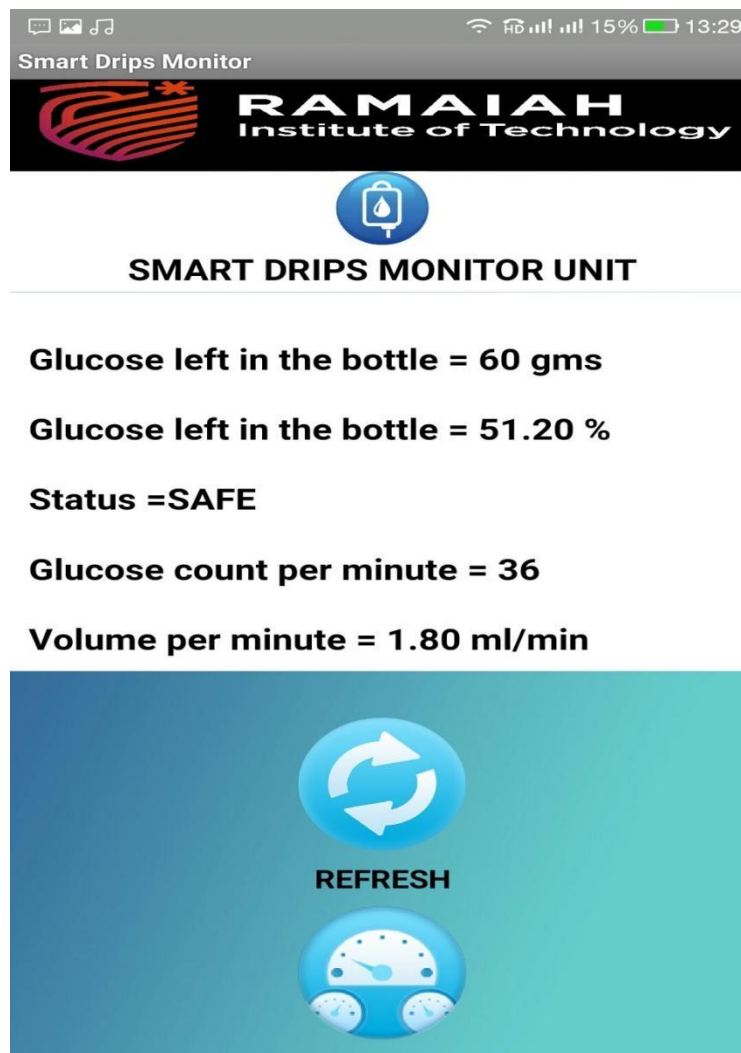 HD 15% 13:29
Smart Drips Monitor
RAMAIAH
Institute of Technology
SMART DRIPS MONITOR UNIT
Glucose left in the bottle = 60 gms
Glucose left in the bottle = 51.20 %
Status =SAFE
Glucose count per minute = 36
Volume per minute = 1.80 ml/min
REFRESH